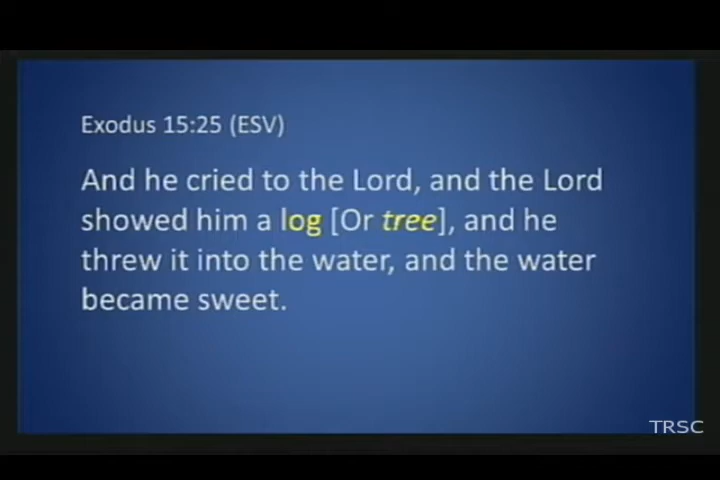 Exodus 15:25 (ESV)
And he cried to the Lord, and the Lord
showed him a log [Or tree], and he
threw it into the water, and the water
became sweet.
TRSC